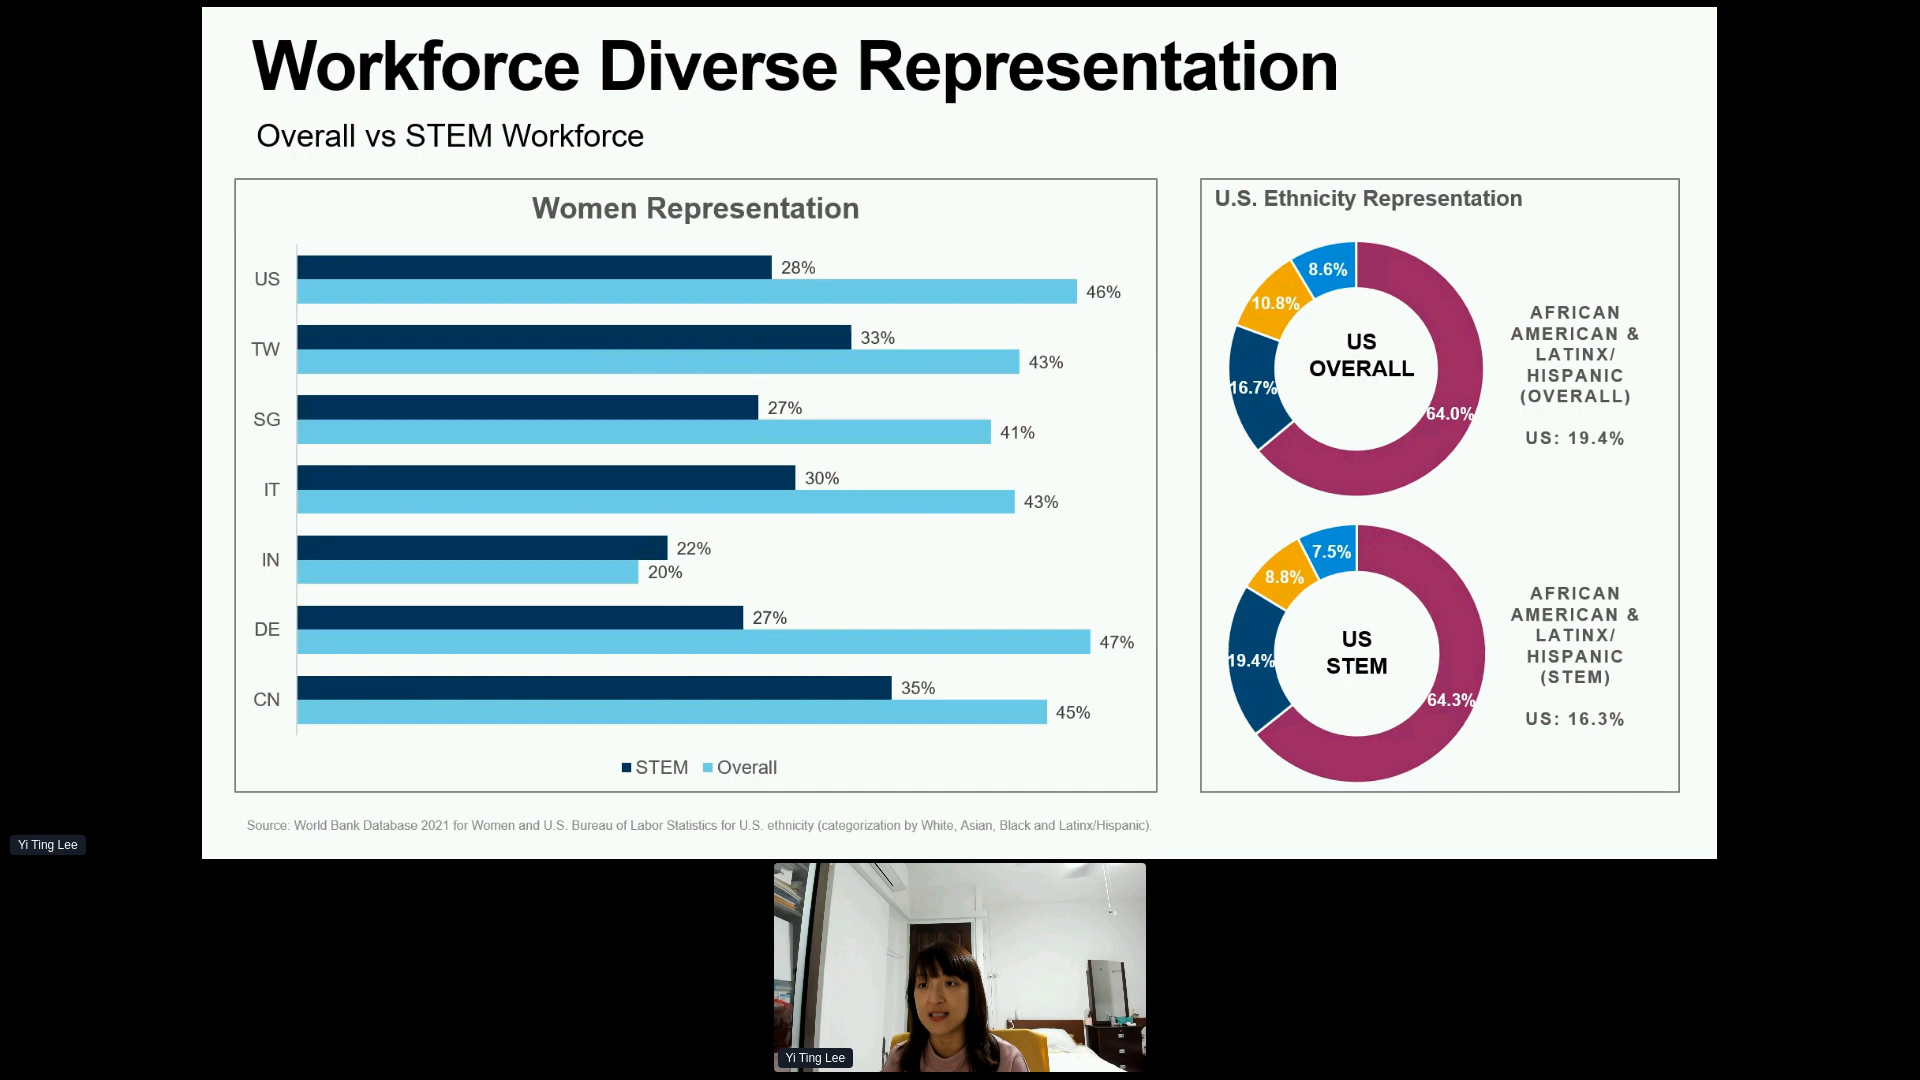 Workforce Diverse Representation
Overall vs STEM Workforce
Women Representation
US
28%
46%
TW
33%
43%
SG
27%
41%
IT
30%
43%
IN
22%
20%
DE
27%
47%
CN
35%
45%
STEM Overall
U.S. Ethnicity Representation
8.6%
10.8%
16.7%
64.0%
US
OVERALL
AFRICAN
AMERICAN &
LATINX/
HISPANIC
(OVERALL)
US: 19.4%
7.5%
8.8%
19.4%
64.3%
US
STEM
AFRICAN
AMERICAN &
LATINX/
HISPANIC
(STEM)
US: 16.3%
Source: World Bank Database 2021 for Women and U.S. Bureau of Labor Statistics for U.S. ethnicity (categorization by White, Asian, Black and Latinx/Hispanic).
Yi Ting Lee
Yi Ting Lee